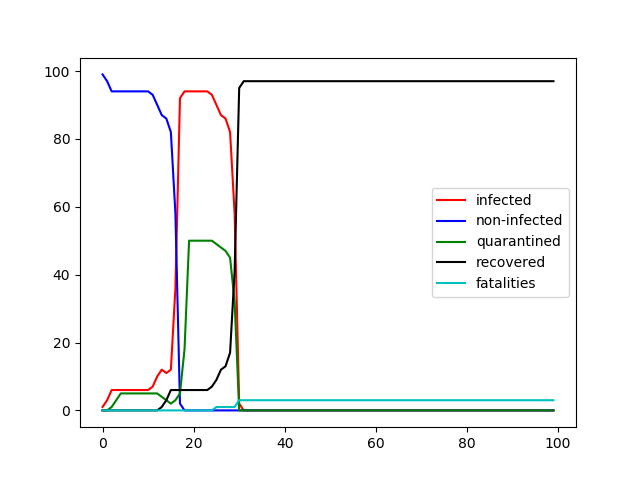 100
80
60
40
20
0
infected
non-infected
quarantined
recovered
fatalities
0 20 40 60 80 100